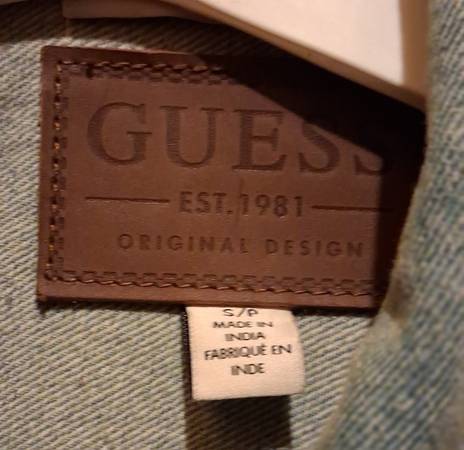 GUESS
EST. 1981
ORIGINAL DESIGN
S/P
MADE IN
INDIA
FABRIQUÉ EN
INDE